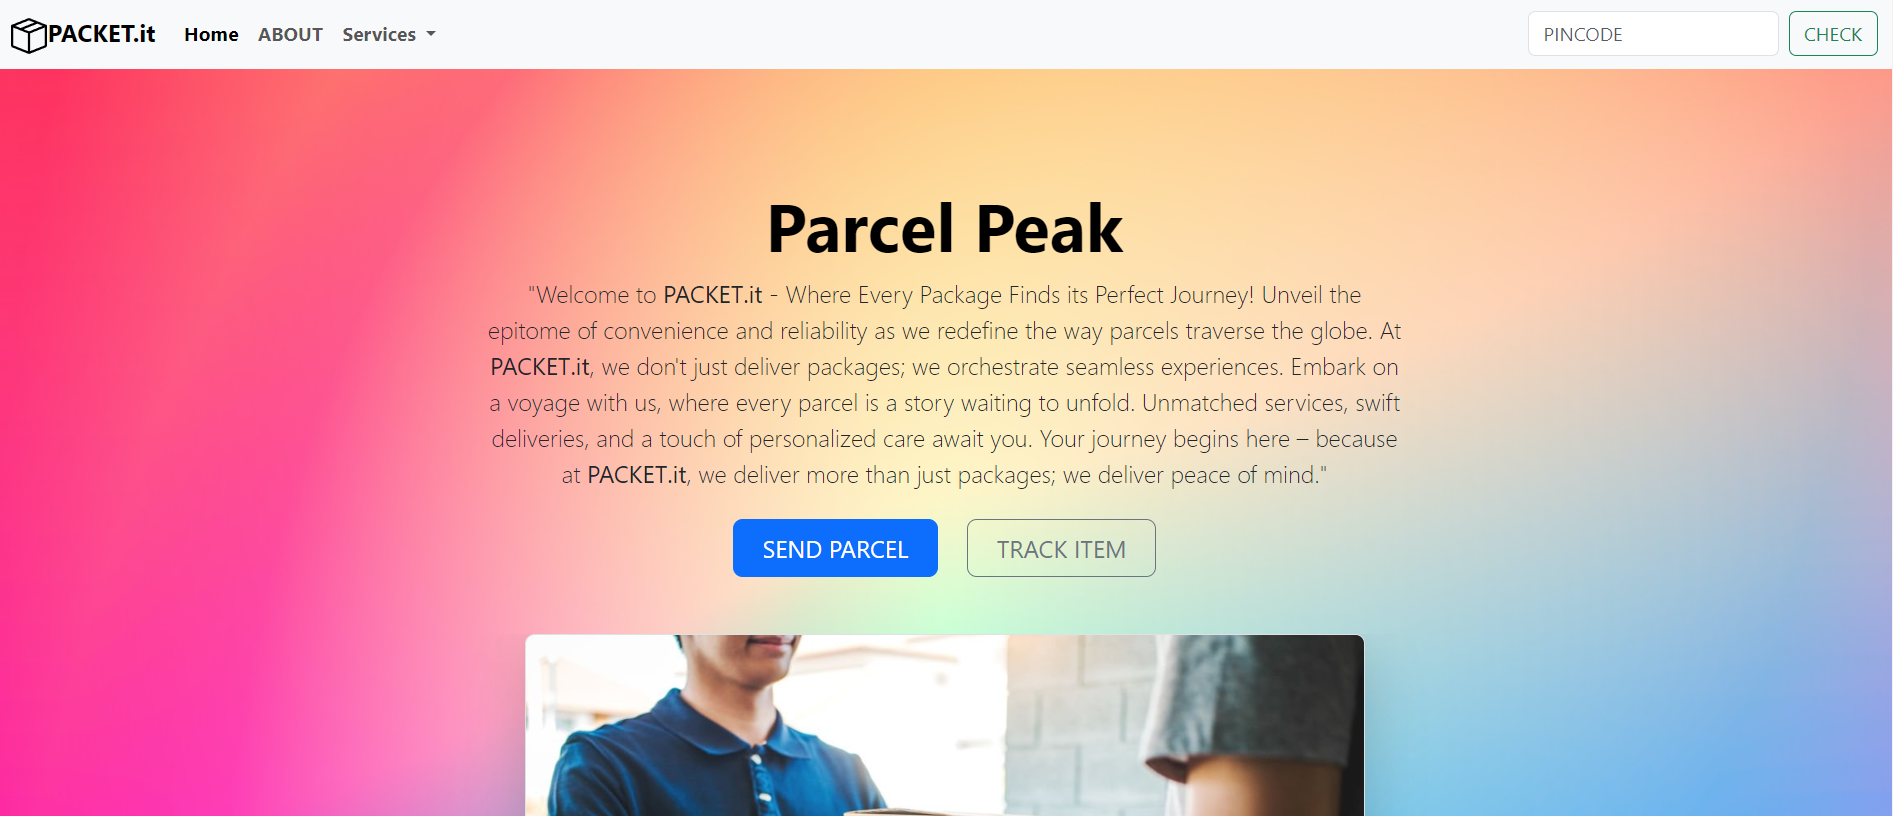 PACKET.it Home ABOUT Services PINCODE CHECK
Parcel Peak
"Welcome to PACKET.it - Where Every Package Finds its Perfect Journey! Unveil the
epitome of convenience and reliability as we redefine the way parcels traverse the globe. At
PACKET.it, we don't just deliver packages; we orchestrate seamless experiences. Embark on
a voyage with us, where every parcel is a story waiting to unfold. Unmatched services, swift
deliveries, and a touch of personalized care await you. Your journey begins here – because
at PACKET.it, we deliver more than just packages; we deliver peace of mind."
SEND PARCEL TRACK ITEM